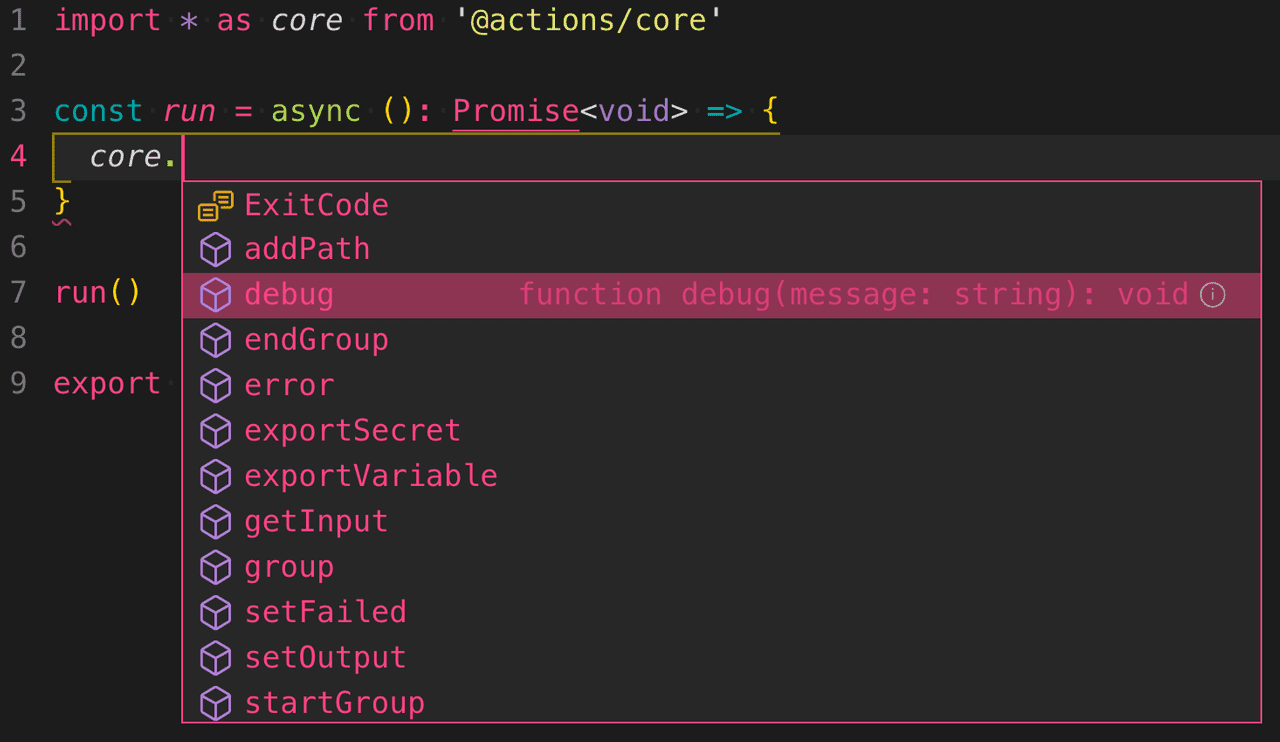 1 import * as core from '@actions/core'
2
3 const run = async (): Promise<void> => {
4 core.
5 }
6
7 run()
8
9 export
ExitCode
addPath
debug function debug(message: string): void
endGroup
error
exportSecret
exportVariable
getInput
group
setFailed
setOutput
startGroup